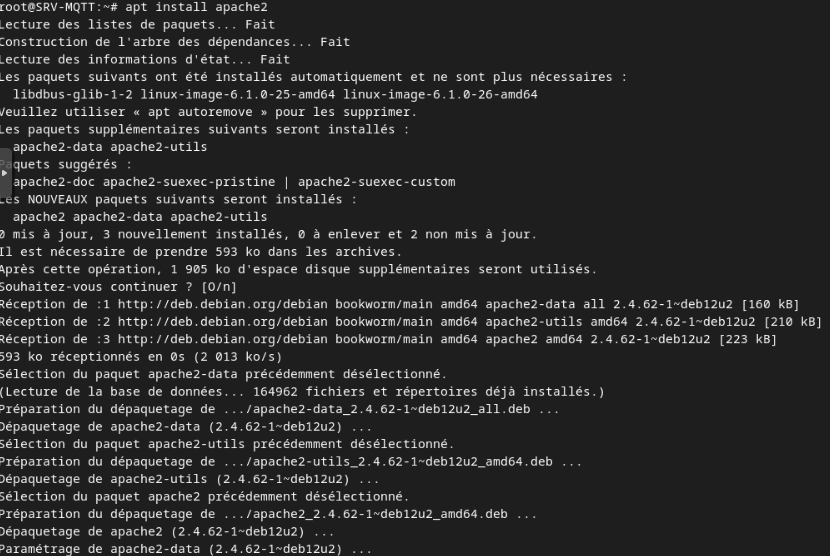 root@SRV-MQTT:~# apt install apache2
Lecture des listes de paquets... Fait
Construction de l'arbre des dépendances... Fait
Lecture des informations d'état... Fait
Les paquets suivants ont été installés automatiquement et ne sont plus nécessaires :
  libdbus-glib-1-2 linux-image-6.1.0-25-amd64 linux-image-6.1.0-26-amd64
Veuillez utiliser « apt autoremove » pour les supprimer.
Les paquets supplémentaires suivants seront installés :
  apache2-data apache2-utils
Paquets suggérés :
  apache2-doc apache2-suexec-pristine | apache2-suexec-custom
Les NOUVEAUX paquets suivants seront installés :
  apache2 apache2-data apache2-utils
0 mis à jour, 3 nouvellement installés, 0 à enlever et 2 non mis à jour.
Il est nécessaire de prendre 593 ko dans les archives.
Après cette opération, 1 905 ko d'espace disque supplémentaires seront utilisés.
Souhaitez-vous continuer ? [O/n]
Réception de :1 http://deb.debian.org/debian bookworm/main amd64 apache2-data all 2.4.62-1~deb12u2 [160 kB]
Réception de :2 http://deb.debian.org/debian bookworm/main amd64 apache2-utils amd64 2.4.62-1~deb12u2 [210 kB]
Réception de :3 http://deb.debian.org/debian bookworm/main amd64 apache2 amd64 2.4.62-1~deb12u2 [223 kB]
593 ko réceptionnés en 0s (2 013 ko/s)
Sélection du paquet apache2-data précédemment désélectionné.
(Lecture de la base de données... 164962 fichiers et répertoires déjà installés.)
Préparation du dépaquetage de .../apache2-data_2.4.62-1~deb12u2_all.deb ...
Dépaquetage de apache2-data (2.4.62-1~deb12u2) ...
Sélection du paquet apache2-utils précédemment désélectionné.
Préparation du dépaquetage de .../apache2-utils_2.4.62-1~deb12u2_amd64.deb ...
Dépaquetage de apache2-utils (2.4.62-1~deb12u2) ...
Sélection du paquet apache2 précédemment désélectionné.
Préparation du dépaquetage de .../apache2_2.4.62-1~deb12u2_amd64.deb ...
Dépaquetage de apache2 (2.4.62-1~deb12u2) ...
Paramétrage de apache2-data (2.4.62-1~deb12u2) ...